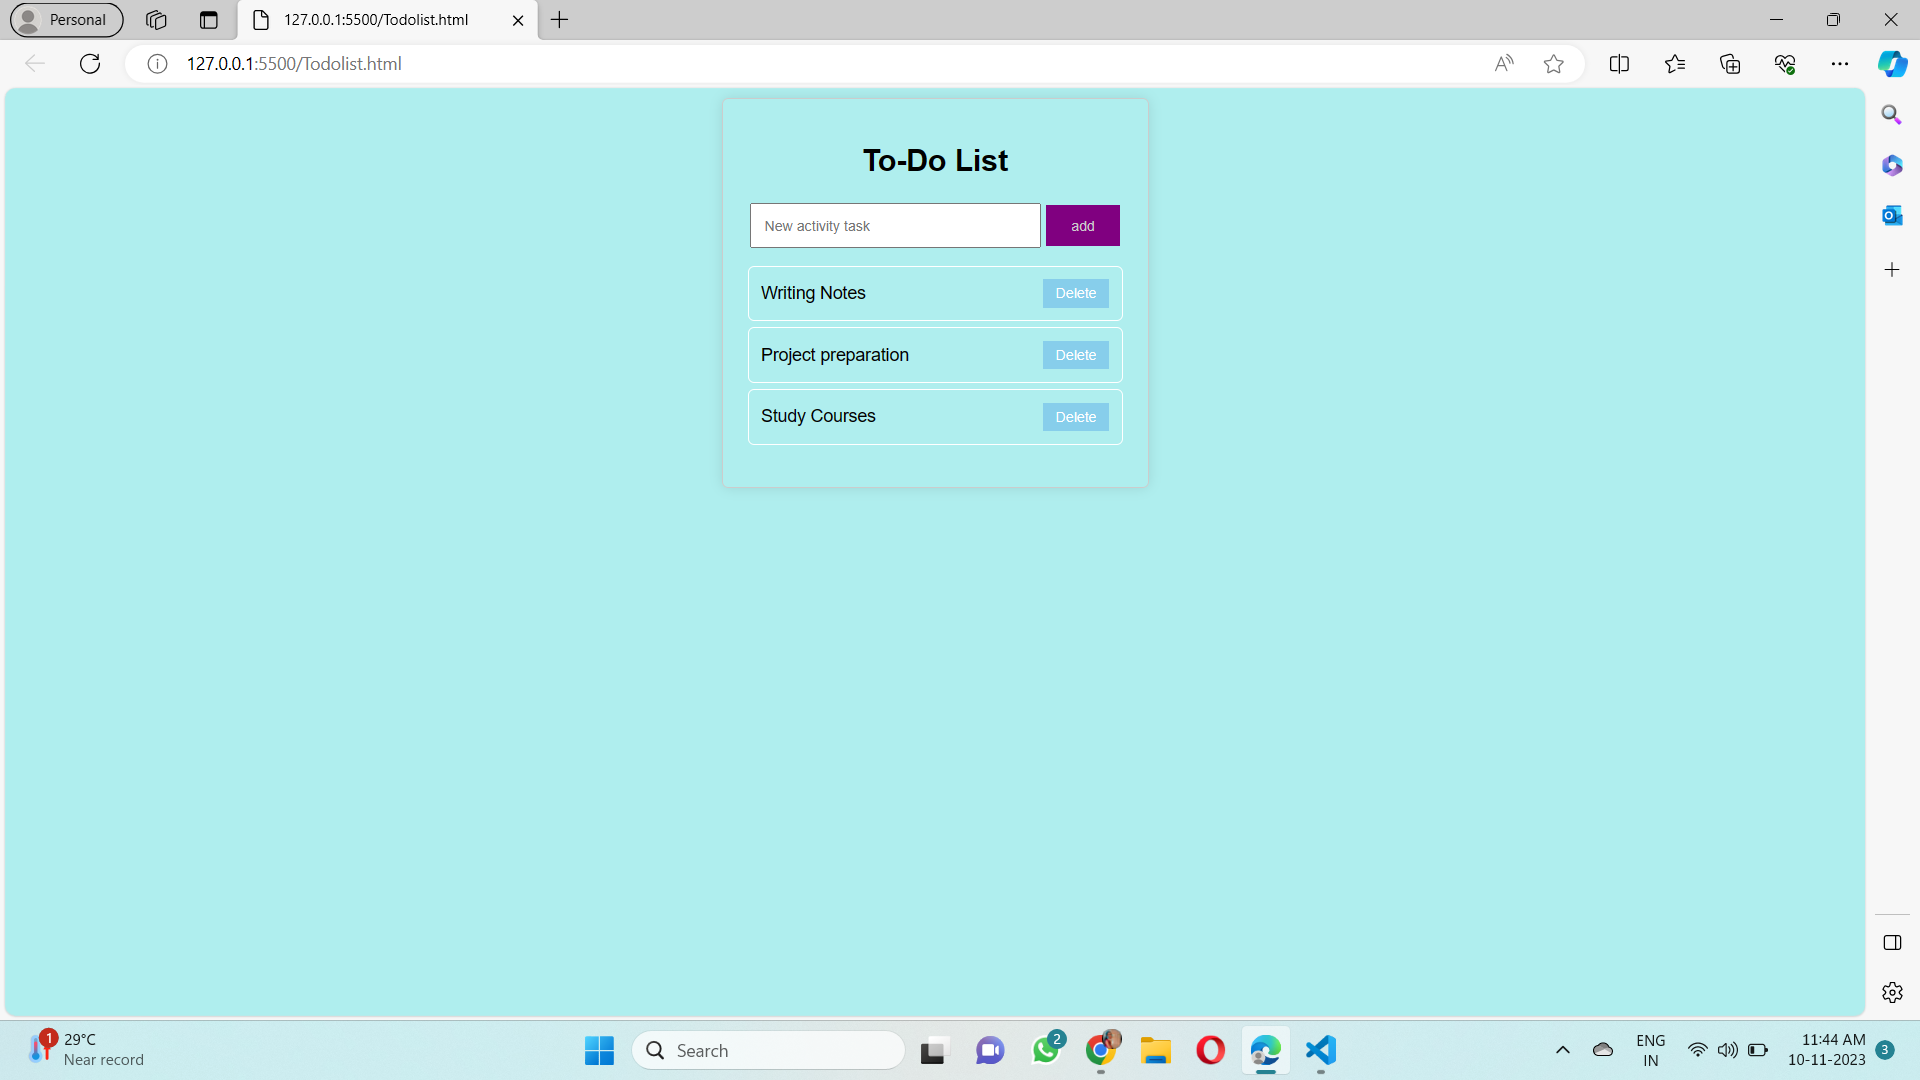 Personal
127.0.0.1:5500/Todolist.html
127.0.0.1:5500/Todolist.html
To-Do List
New activity task
add
Writing Notes
Delete
Project preparation
Delete
Study Courses
Delete
1
29°C
Near record
Search
2
ENG
IN
11:44 AM
10-11-2023
3